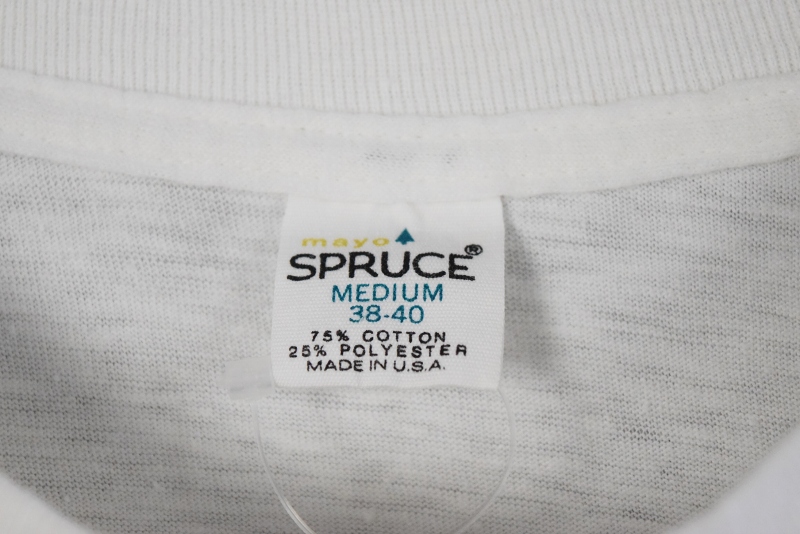 mayo
SPRUCE®
MEDIUM
38-40
75% COTTON
25% POLYESTER
MADE IN U.S.A.